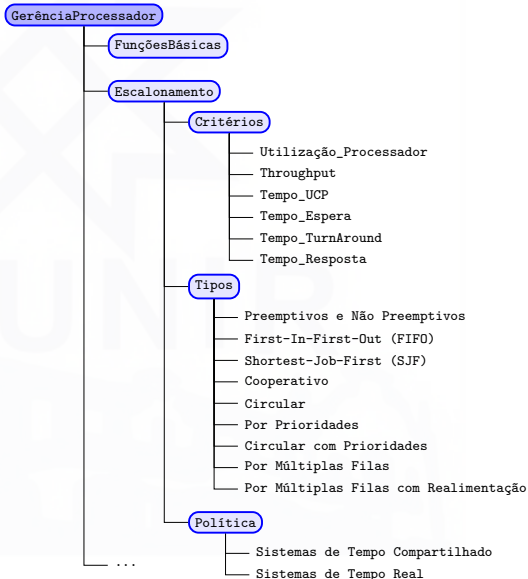 GerênciaProcessador
FunçõesBásicas
Escalonamento
Critérios
Utilização_Processador
Throughput
Tempo_UCP
Tempo_Espera
Tempo_TurnAround
Tempo_Resposta
Tipos
Preemptivos e Não Preemptivos
First-In-First-Out (FIFO)
Shortest-Job-First (SJF)
Cooperativo
Circular
Por Prioridades
Circular com Prioridades
Por Múltiplas Filas
Por Múltiplas Filas com Realimentação
Política
Sistemas de Tempo Compartilhado
Sistemas de Tempo Real
...
UNIR